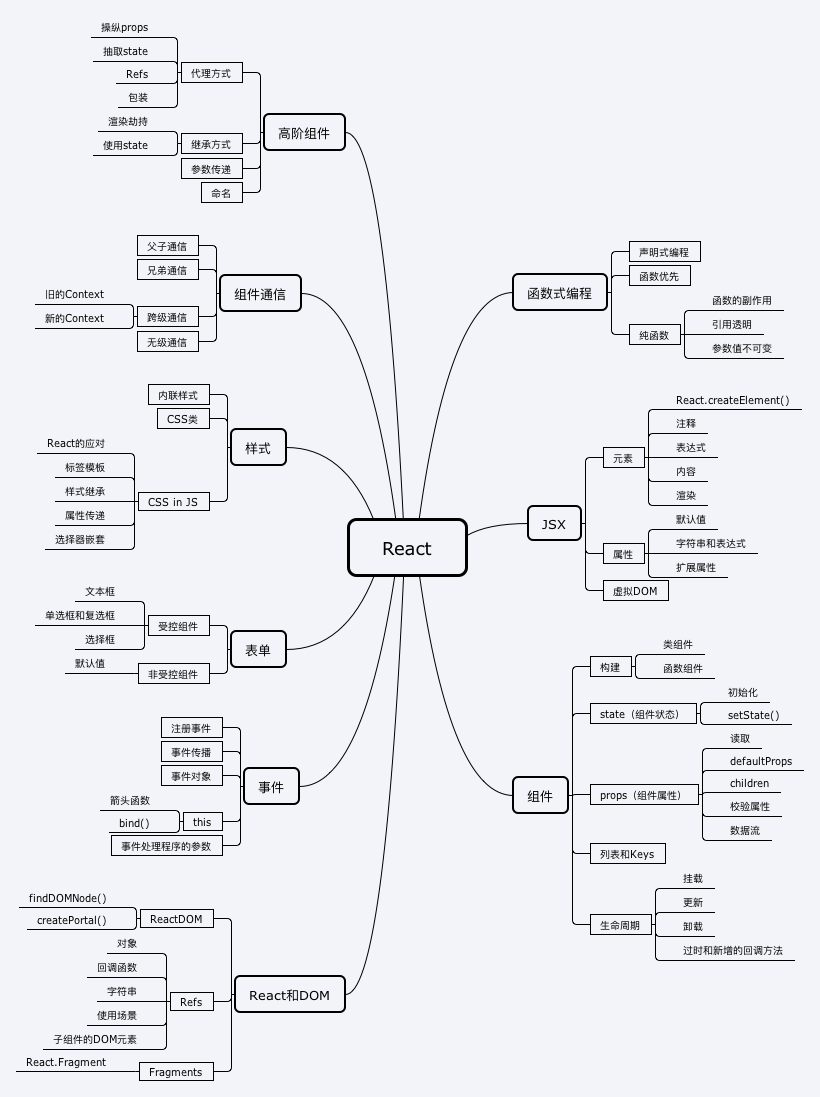 React
函数式编程
声明式编程
函数优先
纯函数
函数的副作用
引用透明
参数值不可变
JSX
元素
React.createElement()
注释
表达式
内容
渲染
属性
默认值
字符串和表达式
扩展属性
虚拟DOM
组件
构建
类组件
函数组件
state（组件状态）
初始化
setState()
props（组件属性）
读取
defaultProps
children
校验属性
数据流
列表和Keys
生命周期
挂载
更新
卸载
过时和新增的回调方法
高阶组件
代理方式
操纵props
抽取state
Refs
包装
继承方式
渲染劫持
使用state
参数传递
命名
组件通信
父子通信
兄弟通信
跨级通信
旧的Context
新的Context
无级通信
样式
内联样式
CSS类
CSS in JS
React的应对
标签模板
样式继承
属性传递
选择器嵌套
表单
受控组件
文本框
单选框和复选框
选择框
非受控组件
默认值
事件
注册事件
事件传播
事件对象
this
箭头函数
bind()
事件处理程序的参数
React和DOM
ReactDOM
findDOMNode()
createPortal()
Refs
对象
回调函数
字符串
使用场景
子组件的DOM元素
Fragments
React.Fragment